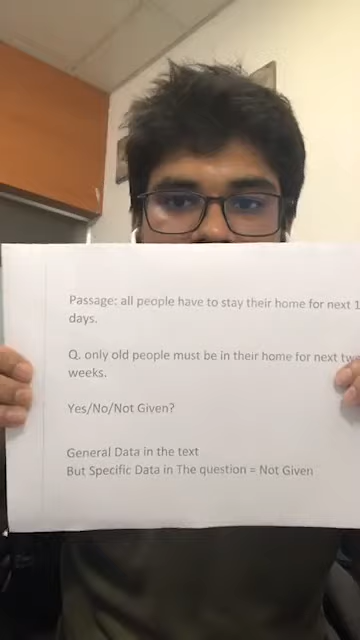 Passage: all people have to stay their home for next 1
days.
Q. only old people must be in their home for next tw
weeks.
Yes/No/Not Given?
General Data in the text
But Specific Data in The question = Not Given